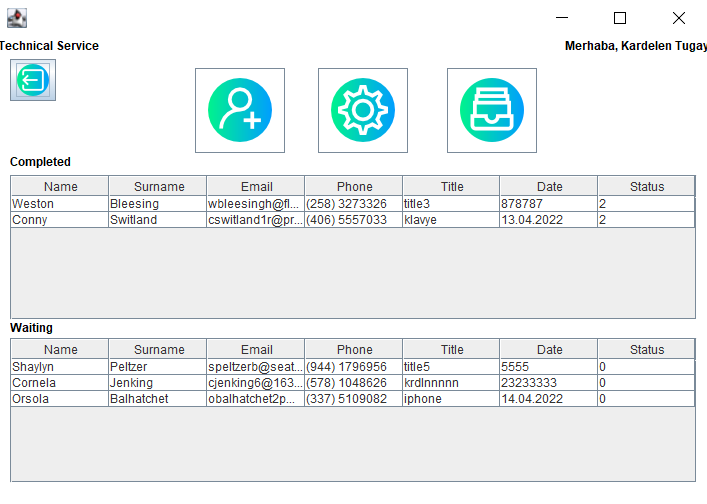 Technical Service Merhaba, Kardelen Tugay
Completed
Name Surname Email Phone Title Date Status
Weston Bleesing wbleesingh@fl... (258) 3273326 title3 878787 2
Conny Switland cswitland1r@pr... (406) 5557033 klavye 13.04.2022 2
Waiting
Name Surname Email Phone Title Date Status
Shaylyn Peltzer speltzerb@seat... (944) 1796956 title5 5555 0
Cornela Jenking cjenking6@163... (578) 1048626 krdlnnnnn 23233333 0
Orsola Balhatchet obalhatchet2p... (337) 5109082 iphone 14.04.2022 0